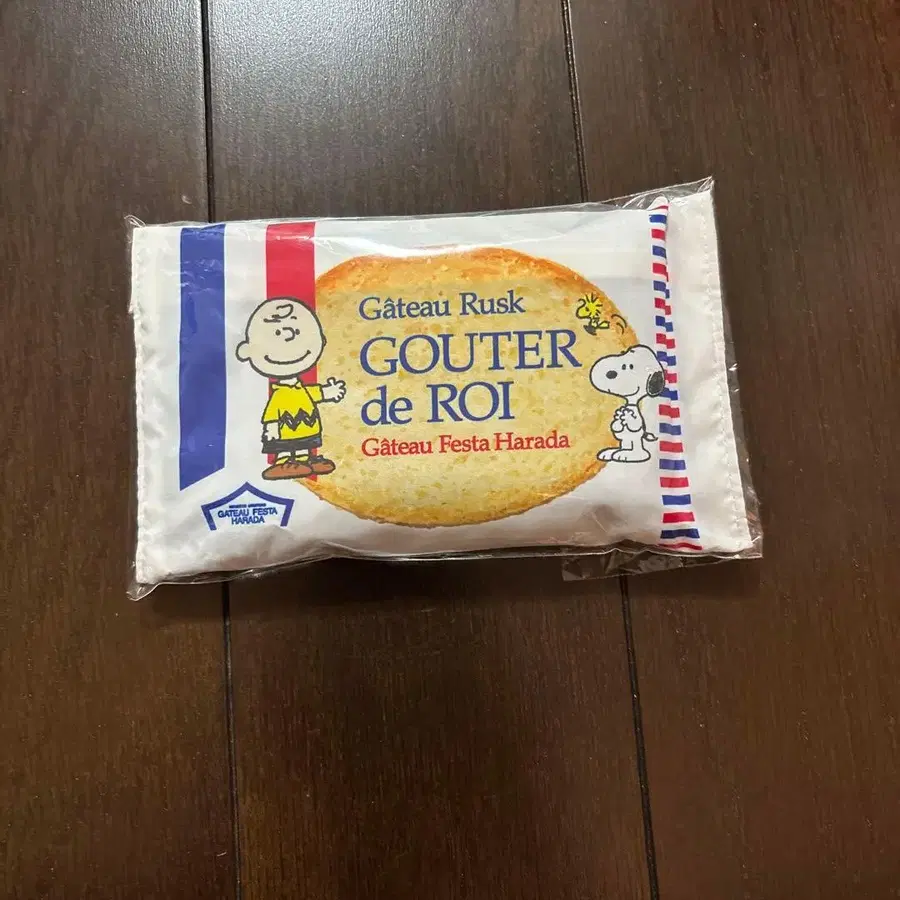 Gâteau Rusk
GOUTER
de ROI
Gâteau Festa Harada
GATEAU FESTA
HARADA